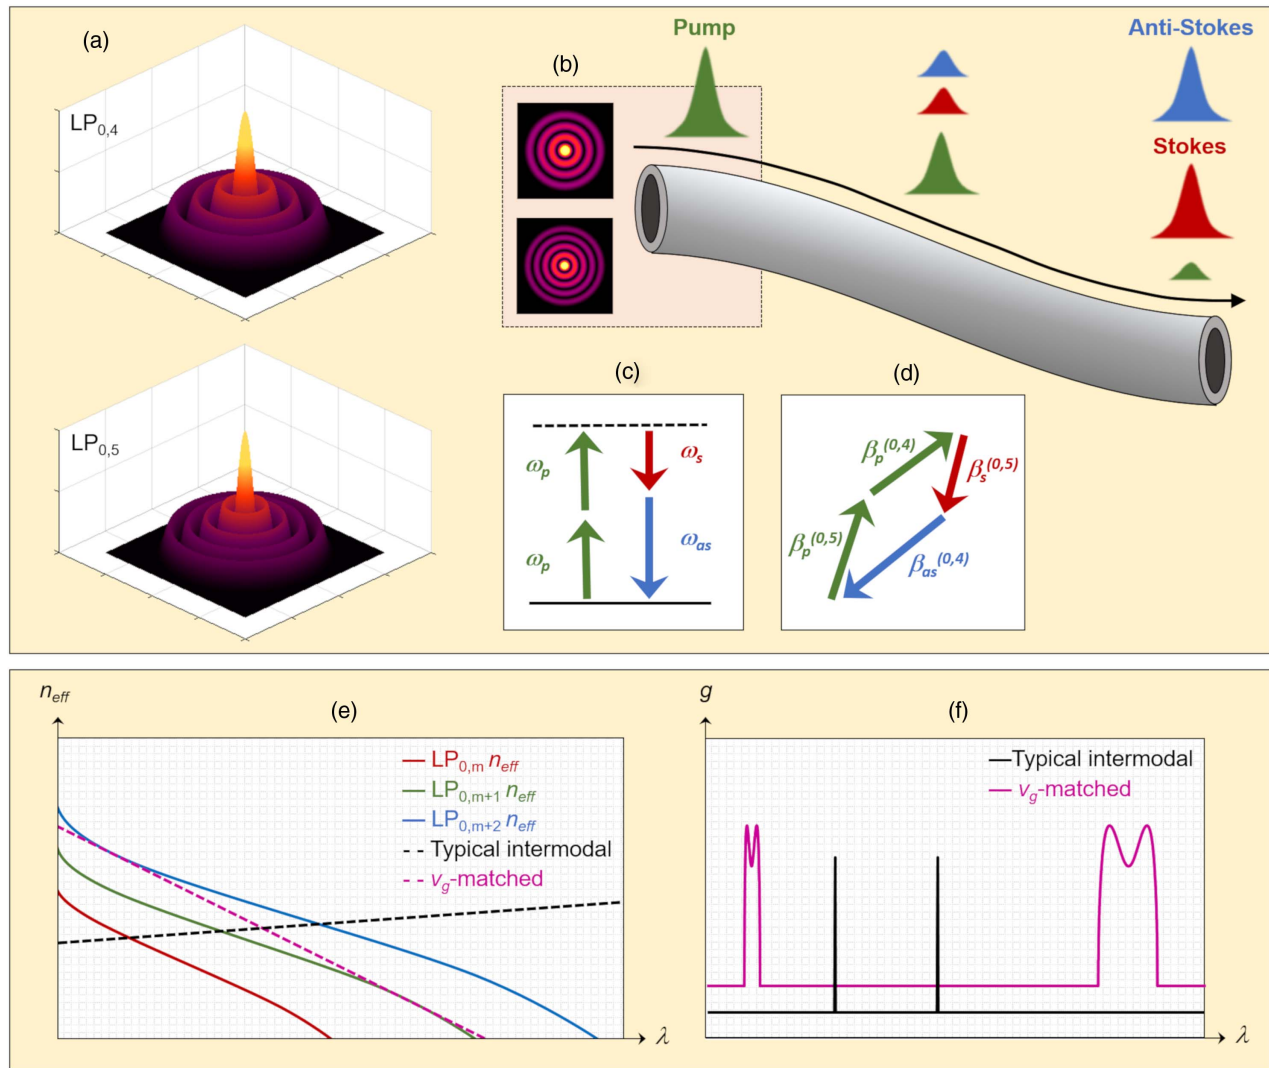 (a)
LP0,4
LP0,5
(b)
Pump
Anti-Stokes
Stokes
(c)
ωp
ωs
ωp
ωas
(d)
βp(0,4)
βs(0,5)
βp(0,5)
βas(0,4)
neff
(e)
LP0,m neff
LP0,m+1 neff
LP0,m+2 neff
Typical intermodal
vg-matched
λ
g
(f)
Typical intermodal
vg-matched
λ